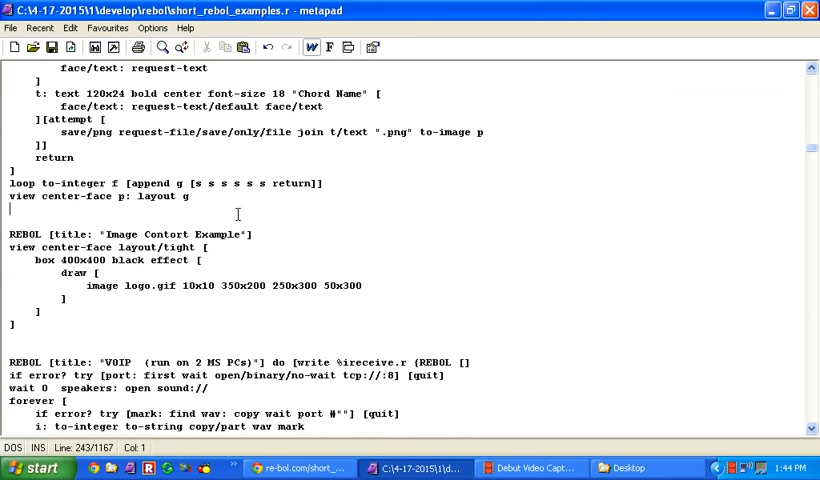 C:\4-17-2015\1\develop\rebol\short_rebol_examples.r - metapad
File Recent Edit Favourites Options Help
W F
face/text: request-text
]
t: text 120x24 bold center font-size 18 "Chord Name" [
face/text: request-text/default face/text
][attempt [
save/png request-file/save/only/file join t/text ".png" to-image p
]]
return
]
loop to-integer f [append g [s s s s s s return]]
view center-face p: layout g
REBOL [title: "Image Contort Example"]
view center-face layout/tight [
box 400x400 black effect [
draw [
image logo.gif 10x10 350x200 250x300 50x300
]
]
]
REBOL [title: "VOIP (run on 2 MS PCs)"] do [write %ireceive.r {REBOL []
if error? try [port: first wait open/binary/no-wait tcp://:8] [quit]
wait 0 speakers: open sound://
forever [
if error? try [mark: find wav: copy wait port #""] [quit]
i: to-integer to-string copy/part wav mark
DOS INS Line: 243/1167 Col: 1
start re-bol.com/short_... C:\4-17-2015\1\d... Debut Video Capt... Desktop 1:44 PM